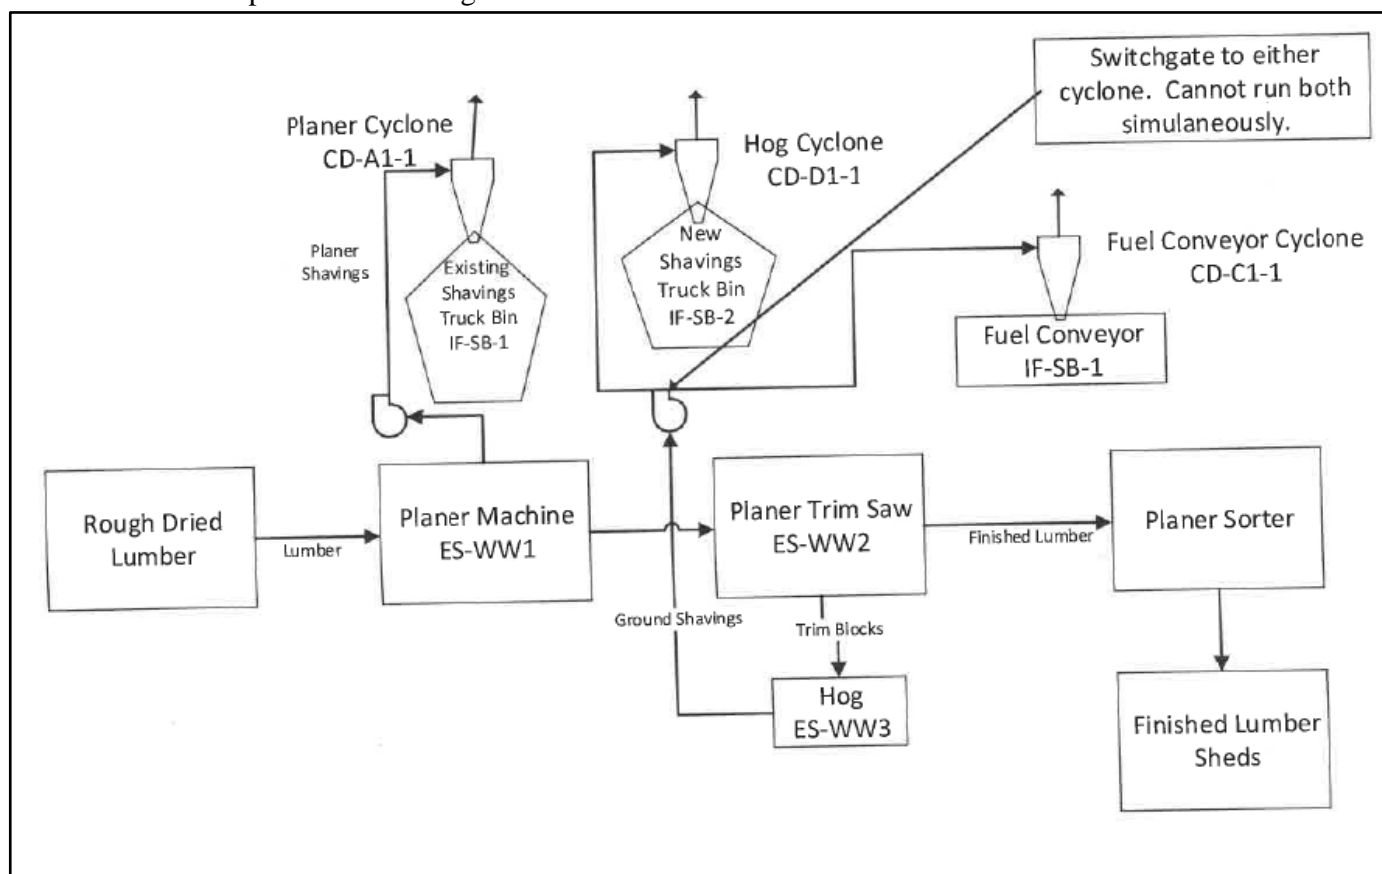 Switchgate to either
cyclone.  Cannot run both
simulaneously.
Planer Cyclone
CD-A1-1
Hog Cyclone
CD-D1-1
Fuel Conveyor Cyclone
CD-C1-1
Planer
Shavings
Existing
Shavings
Truck Bin
IF-SB-1
New
Shavings
Truck Bin
IF-SB-2
Fuel Conveyor
IF-SB-1
Rough Dried
Lumber
Lumber
Planer Machine
ES-WW1
Planer Trim Saw
ES-WW2
Finished Lumber
Planer Sorter
Ground Shavings
Trim Blocks
Hog
ES-WW3
Finished Lumber
Sheds